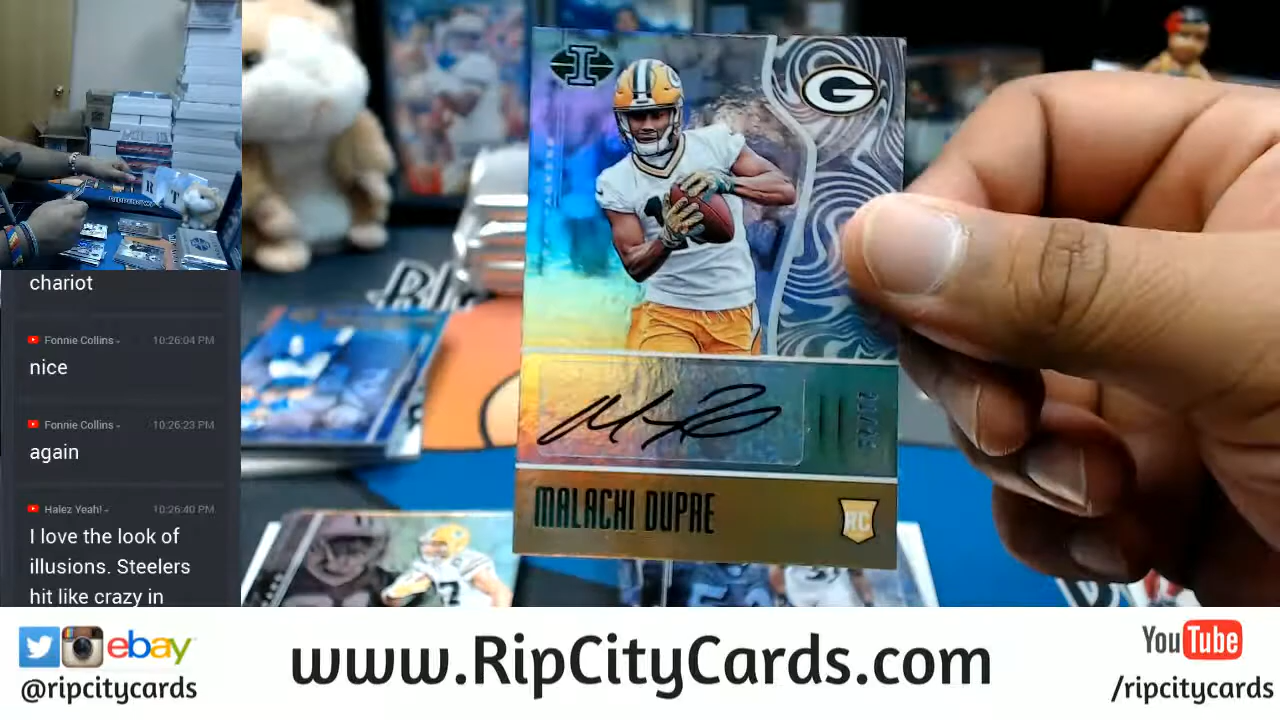 chariot
Fonnie Collins 10:26:04 PM
nice
Fonnie Collins 10:26:23 PM
again
Halez Yeah! 10:26:40 PM
I love the look of
illusions. Steelers
hit like crazy in
I
G
MALACHI DUPRE
RC
ebay
@ripcitycards
www.RipCityCards.com
YouTube
/ripcitycards